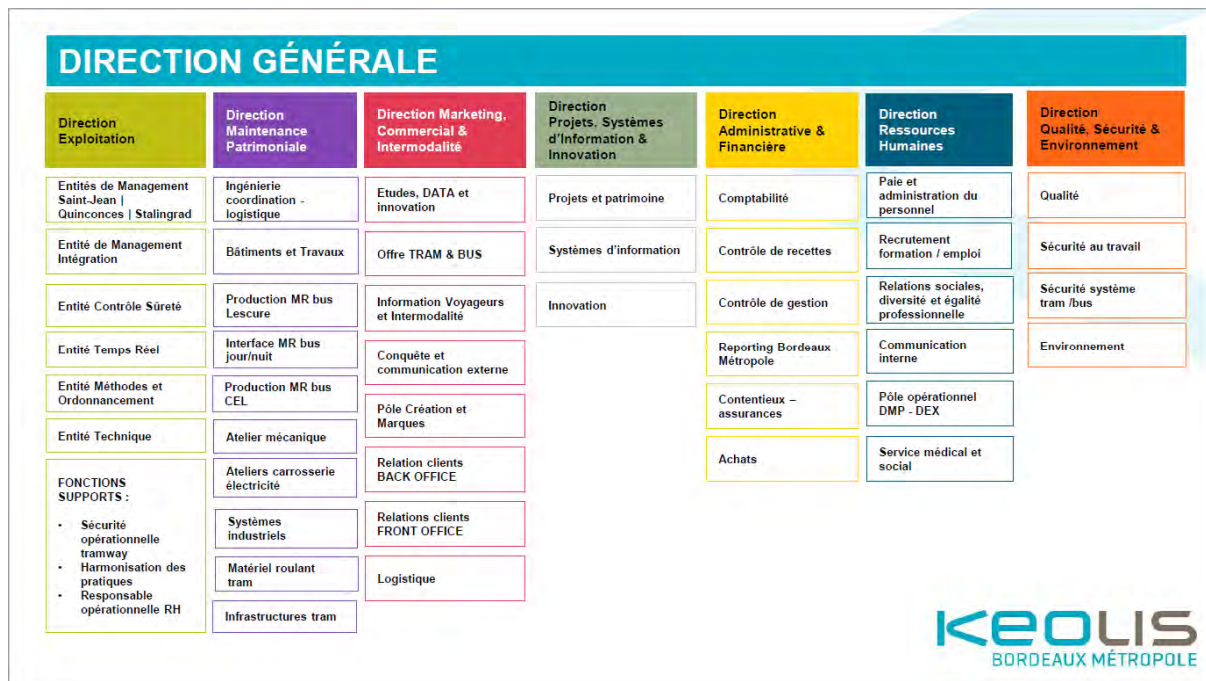 DIRECTION GÉNÉRALE
Direction
Exploitation
Entités de Management
Saint-Jean |
Quinconces | Stalingrad
Entité de Management
Intégration
Entité Contrôle Sûreté
Entité Temps Réel
Entité Méthodes et
Ordonnancement
Entité Technique
FONCTIONS
SUPPORTS :
• Sécurité
opérationnelle
tramway
• Harmonisation des
pratiques
• Responsable
opérationnelle RH
Direction
Maintenance
Patrimoniale
Ingénierie
coordination -
logistique
Bâtiments et Travaux
Production MR bus
Lescure
Interface MR bus
jour/nuit
Production MR bus
CEL
Atelier mécanique
Ateliers carrosserie
électricité
Systèmes
industriels
Matériel roulant
tram
Infrastructures tram
Direction Marketing,
Commercial &
Intermodalité
Etudes, DATA et
innovation
Offre TRAM & BUS
Information Voyageurs
et Intermodalité
Conquête et
communication externe
Pôle Création et
Marques
Relation clients
BACK OFFICE
Relations clients
FRONT OFFICE
Logistique
Direction
Projets, Systèmes
d'Information &
Innovation
Projets et patrimoine
Systèmes d'information
Innovation
Direction
Administrative &
Financière
Comptabilité
Contrôle de recettes
Contrôle de gestion
Reporting Bordeaux
Métropole
Contentieux –
assurances
Achats
Direction
Ressources
Humaines
Paie et
administration du
personnel
Recrutement
formation / emploi
Relations sociales,
diversité et égalité
professionnelle
Communication
interne
Pôle opérationnel
DMP - DEX
Service médical et
social
Direction
Qualité, Sécurité &
Environnement
Qualité
Sécurité au travail
Sécurité système
tram /bus
Environnement
KEOLIS
BORDEAUX MÉTROPOLE